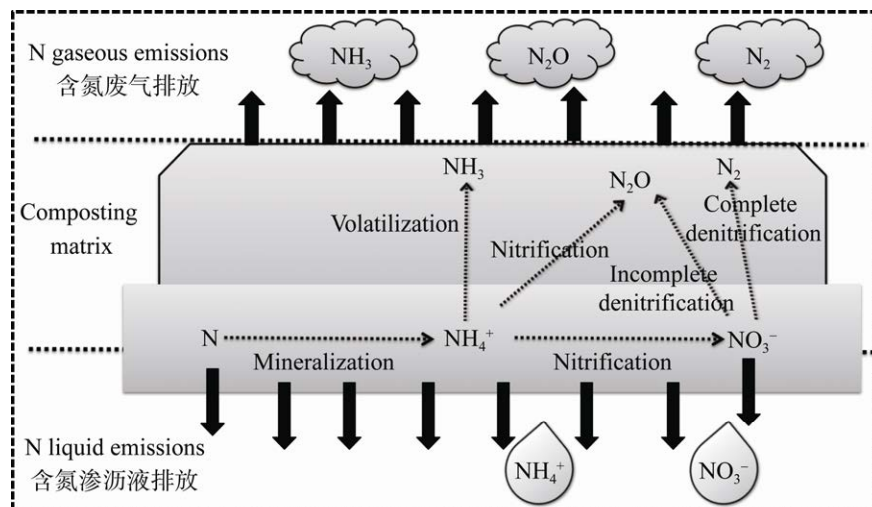 N gaseous emissions
含氮废气排放
NH₃
N₂O
N₂
Composting
matrix
NH₃
N₂O
N₂
Volatilization
Nitrification
Complete
denitrification
Incomplete
denitrification
N
NH₄⁺
NO₃⁻
Mineralization
Nitrification
N liquid emissions
含氮渗沥液排放
NH₄⁺
NO₃⁻